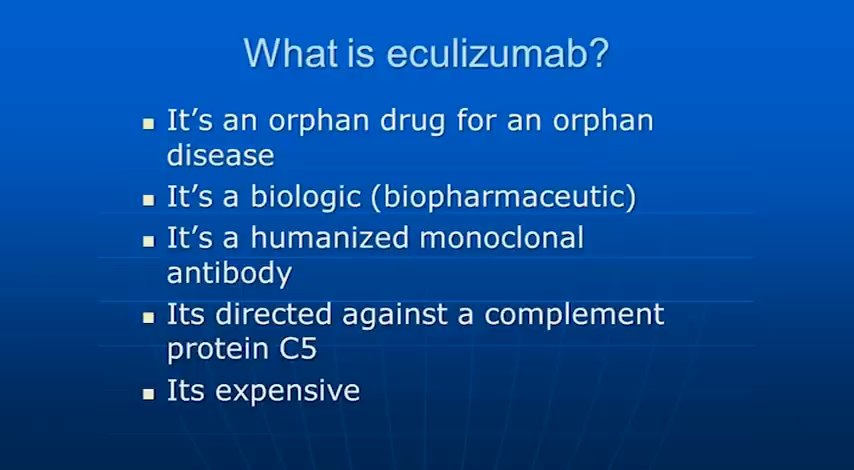 What is eculizumab?
It’s an orphan drug for an orphan
disease
It’s a biologic (biopharmaceutic)
It’s a humanized monoclonal
antibody
Its directed against a complement
protein C5
Its expensive